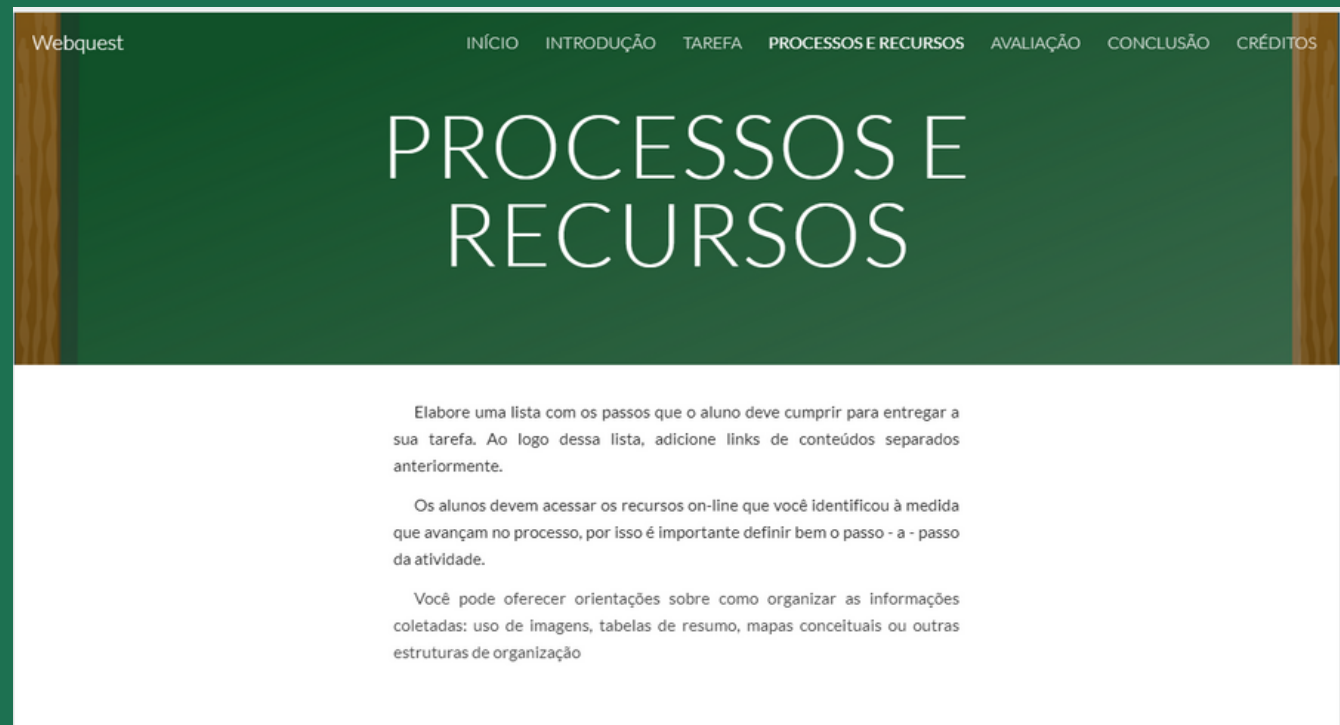 Webquest
INÍCIO INTRODUÇÃO TAREFA PROCESSOS E RECURSOS AVALIAÇÃO CONCLUSÃO CRÉDITOS
PROCESSOS E
RECURSOS
Elabore uma lista com os passos que o aluno deve cumprir para entregar a
sua tarefa. Ao logo dessa lista, adicione links de conteúdos separados
anteriormente.
Os alunos devem acessar os recursos on-line que você identificou à medida
que avançam no processo, por isso é importante definir bem o passo - a - passo
da atividade.
Você pode oferecer orientações sobre como organizar as informações
coletadas: uso de imagens, tabelas de resumo, mapas conceituais ou outras
estruturas de organização